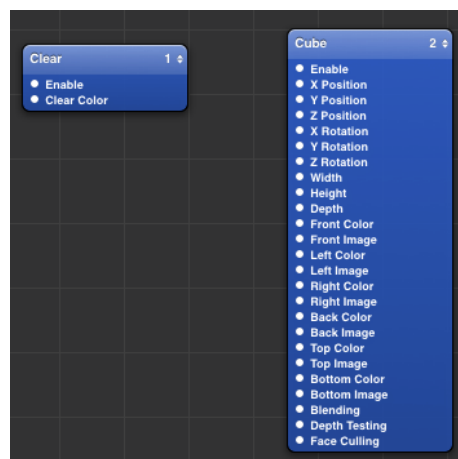 Clear 1
Enable
Clear Color
Cube 2
Enable
X Position
Y Position
Z Position
X Rotation
Y Rotation
Z Rotation
Width
Height
Depth
Front Color
Front Image
Left Color
Left Image
Right Color
Right Image
Back Color
Back Image
Top Color
Top Image
Bottom Color
Bottom Image
Blending
Depth Testing
Face Culling